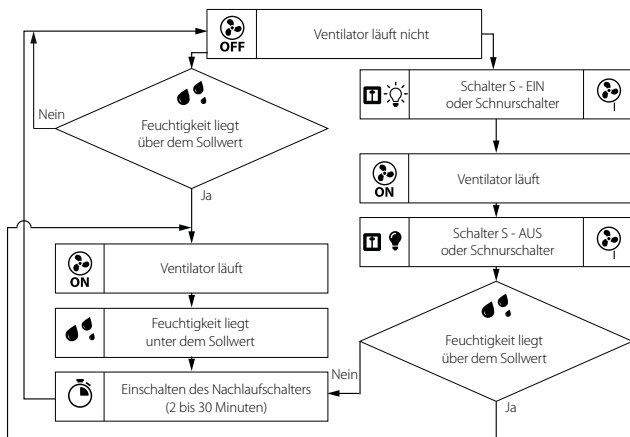 OFF
Ventilator läuft nicht
Nein
Feuchtigkeit liegt
über dem Sollwert
Ja
Schalter S - EIN
oder Schnurschalter
ON
Ventilator läuft
Schalter S - AUS
oder Schnurschalter
ON
Ventilator läuft
Feuchtigkeit liegt
unter dem Sollwert
Feuchtigkeit liegt
über dem Sollwert
Nein
Ja
Einschalten des Nachlaufschalters
(2 bis 30 Minuten)